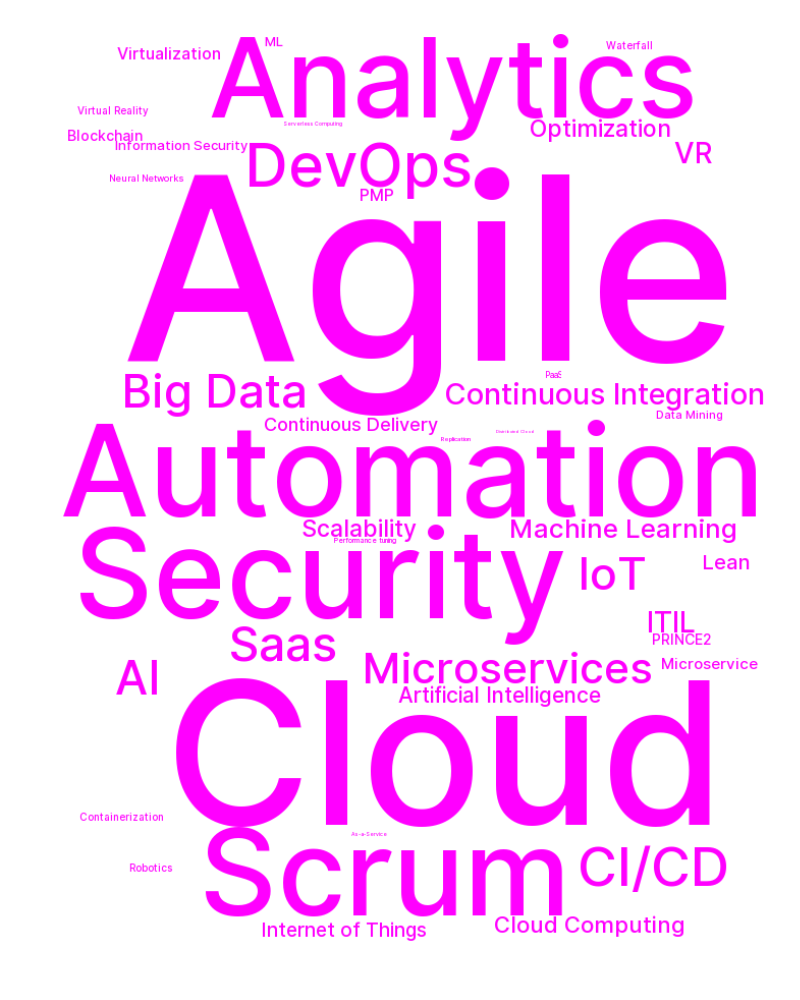 ML
Waterfall
Virtualization
Analytics
Virtual Reality
Serverless Computing
Blockchain
Optimization
Information Security
DevOps
VR
Neural Networks
PMP
Agile
PaaS
Big Data
Continuous Integration
Data Mining
Continuous Delivery
Replication
Automation
Scalability
Machine Learning
Performance tuning
Security
IoT
Lean
ITIL
PRINCE2
Saas
Microservices
Microservice
AI
Artificial Intelligence
Cloud
Containerization
As-a-Service
Scrum
CI/CD
Robotics
Internet of Things
Cloud Computing